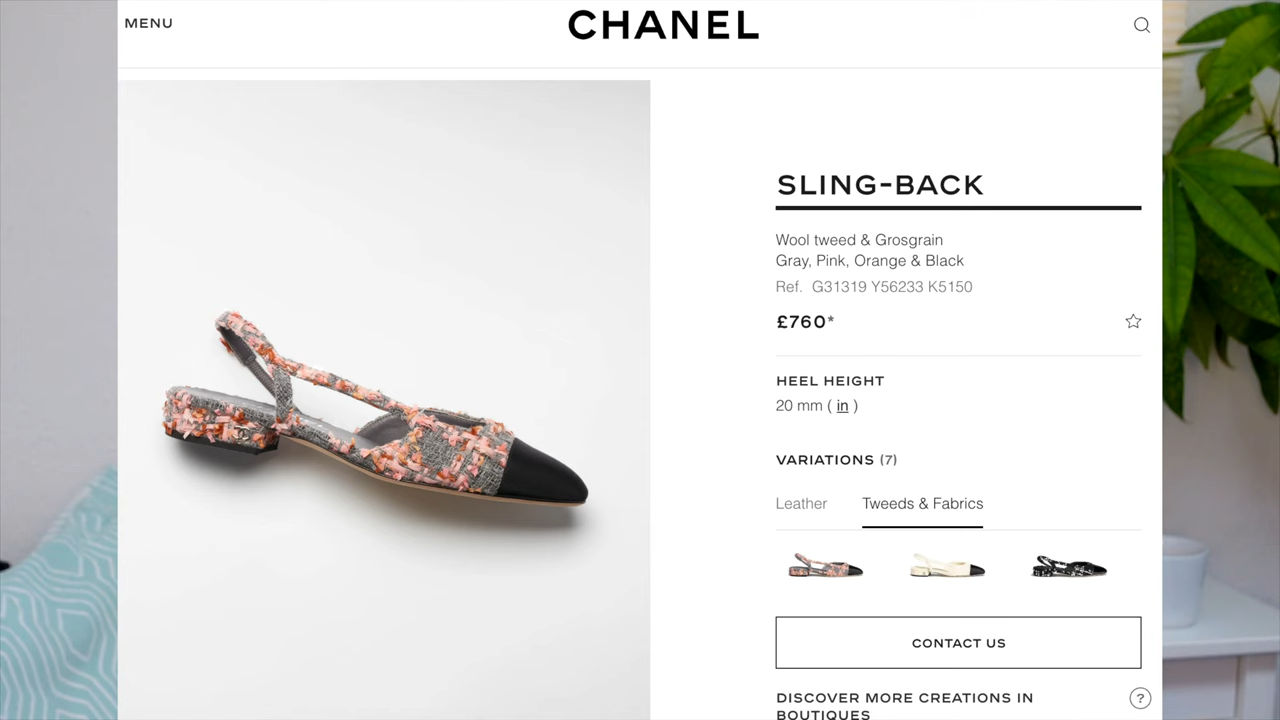 MENU
CHANEL
SLING-BACK
Wool tweed & Grosgrain
Gray, Pink, Orange & Black
Ref. G31319 Y56233 K5150
£760*
HEEL HEIGHT
20 mm ( in )
VARIATIONS (7)
Leather Tweeds & Fabrics
CONTACT US
DISCOVER MORE CREATIONS IN
BOUTIQUES
?